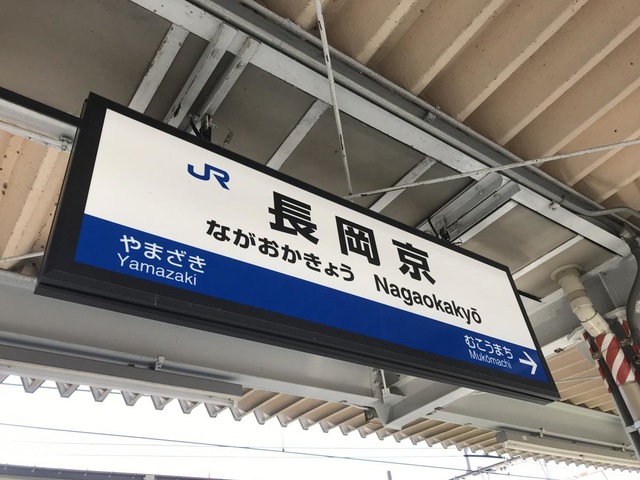 JR 長岡京
ながおかきょう Nagaokakyō
やまざき
Yamazaki
むこうまち
Mukōmachi